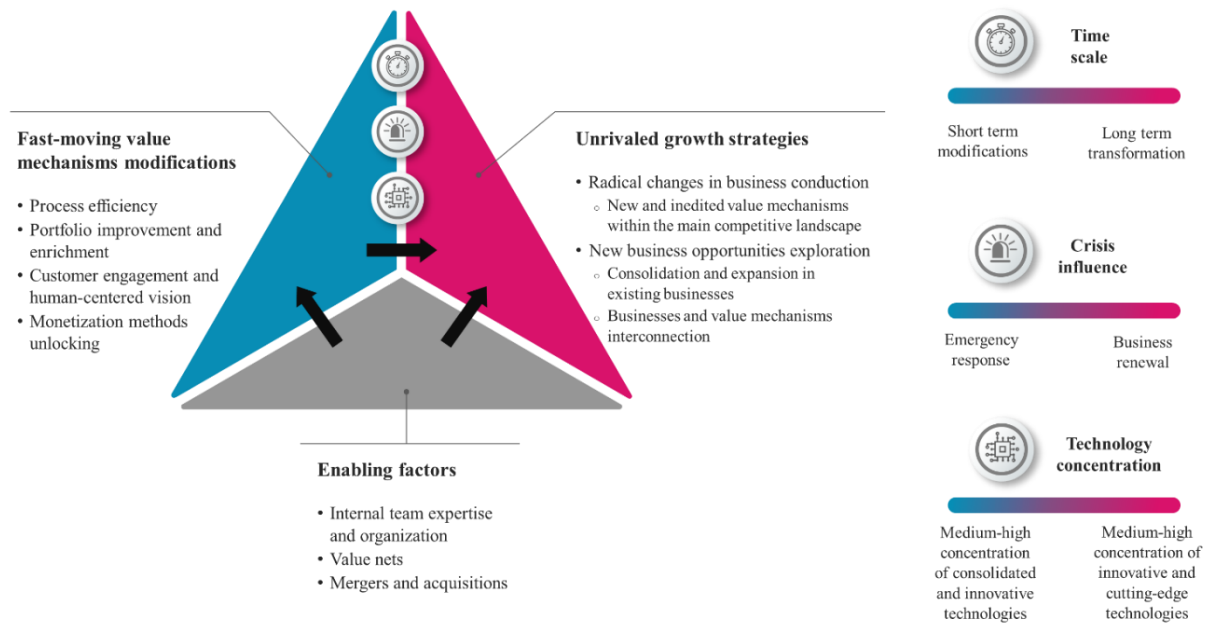 Fast-moving value
mechanisms modifications
• Process efficiency
• Portfolio improvement and
enrichment
• Customer engagement and
human-centered vision
• Monetization methods
unlocking
Unrivaled growth strategies
• Radical changes in business conduction
○ New and inedited value mechanisms
within the main competitive landscape
• New business opportunities exploration
○ Consolidation and expansion in
existing businesses
○ Businesses and value mechanisms
interconnection
Enabling factors
• Internal team expertise
and organization
• Value nets
• Mergers and acquisitions
Time
scale
Short term
modifications
Long term
transformation
Crisis
influence
Emergency
response
Business
renewal
Technology
concentration
Medium-high
concentration
of consolidated
and innovative
technologies
Medium-high
concentration of
innovative and
cutting-edge
technologies